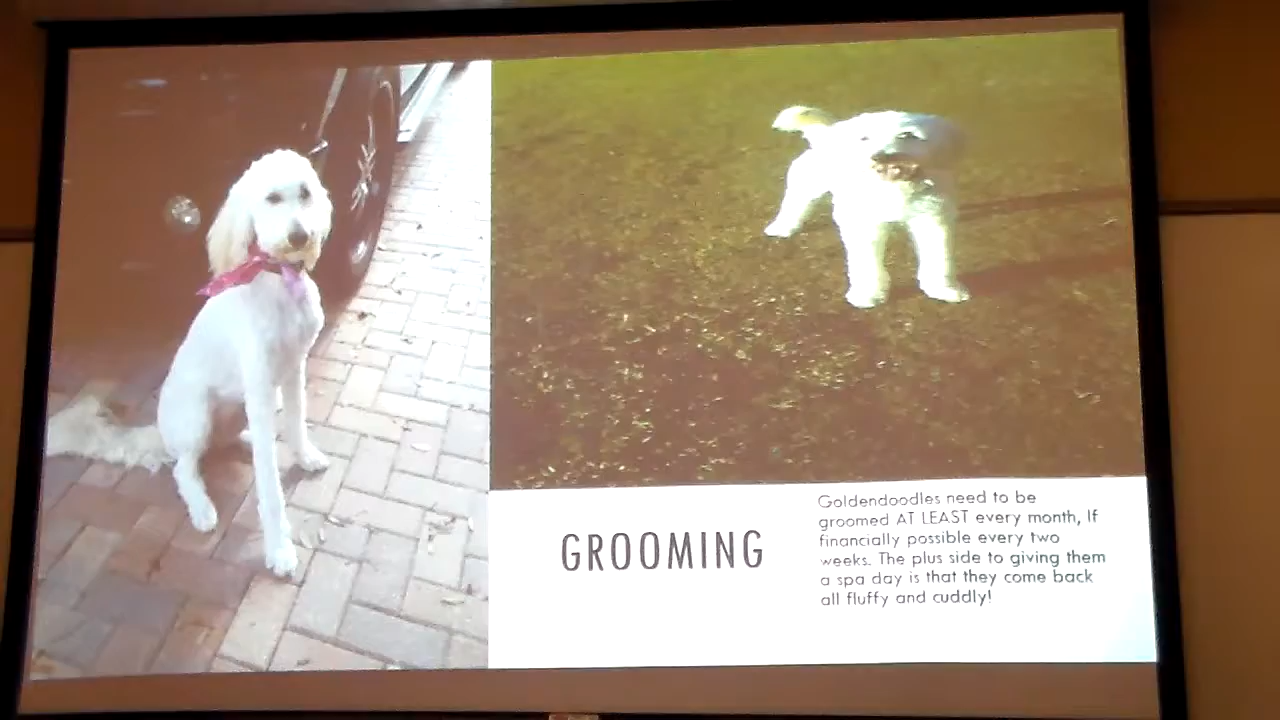 GROOMING
Goldendoodles need to be
groomed AT LEAST every month, If
financially possible every two
weeks. The plus side to giving them
a spa day is that they come back
all fluffy and cuddly!